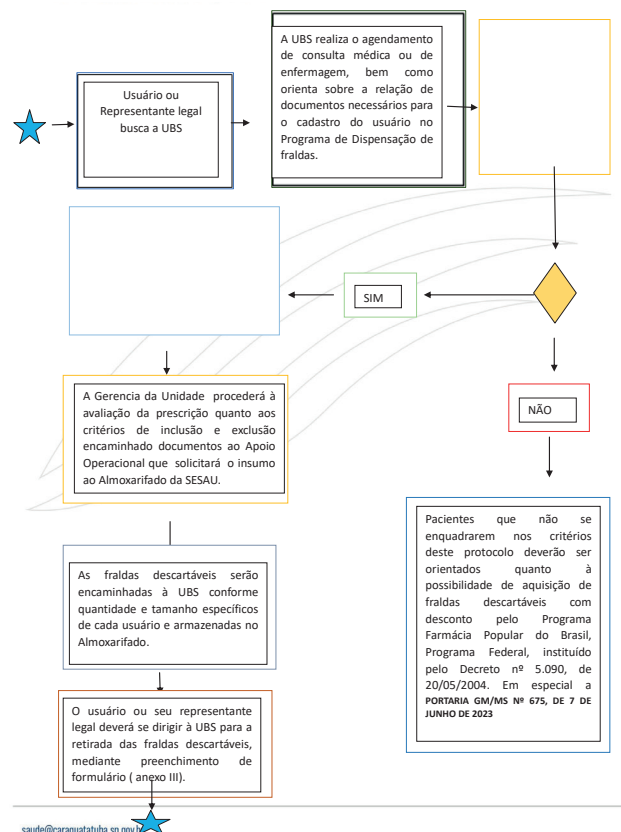 Usuário ou
Representante legal
busca a UBS
A UBS realiza o agendamento
de consulta médica ou de
enfermagem, bem como
orienta sobre a relação de
documentos necessários para
o cadastro do usuário no
Programa de Dispensação de
fraldas.
SIM
NÃO
A Gerencia da Unidade procederá à
avaliação da prescrição quanto aos
critérios de inclusão e exclusão
encaminhado documentos ao Apoio
Operacional que solicitará o insumo
ao Almoxarifado da SESAU.
As fraldas descartáveis serão
encaminhadas à UBS conforme
quantidade e tamanho específicos
de cada usuário e armazenadas no
Almoxarifado.
O usuário ou seu representante
legal deverá se dirigir à UBS para a
retirada das fraldas descartáveis,
mediante preenchimento de
formulário ( anexo III).
Pacientes que não se
enquadrarem nos critérios
deste protocolo deverão ser
orientados quanto à
possibilidade de aquisição de
fraldas descartáveis com
desconto pelo Programa
Farmácia Popular do Brasil,
Programa Federal, instituído
pelo Decreto nº 5.090, de
20/05/2004. Em especial a
PORTARIA GM/MS Nº 675, DE 7 DE
JUNHO DE 2023